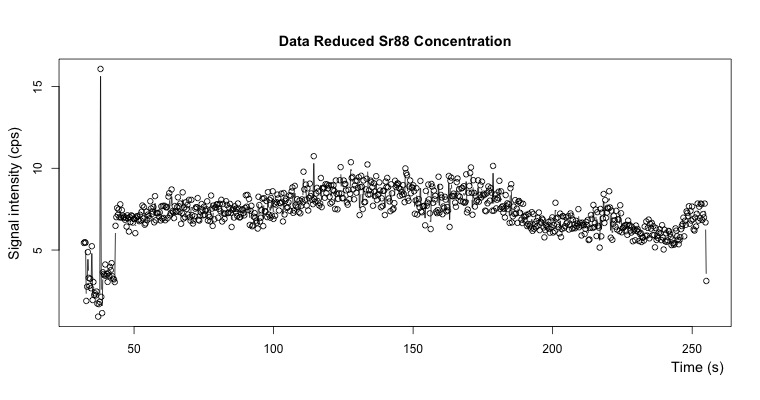 Data Reduced Sr88 Concentration
Signal intensity (cps)
15
10
5
50 100 150 200 250
Time (s)